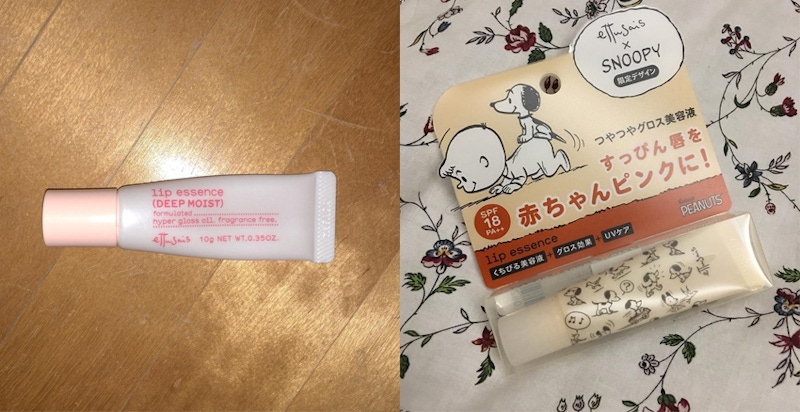 lip essence
(DEEP MOIST)
formulated
hyper gloss oil. fragrance free.
ettusais 10g NET WT.0.35OZ.
ettusais
×
SNOOPY
限定デザイン
つやつやグロス美容液
すっぴん唇を
赤ちゃんピンクに!
SPF
18
PA++
PEANUTS
lip essence
くちびる美容液+グロス効果+UVケア